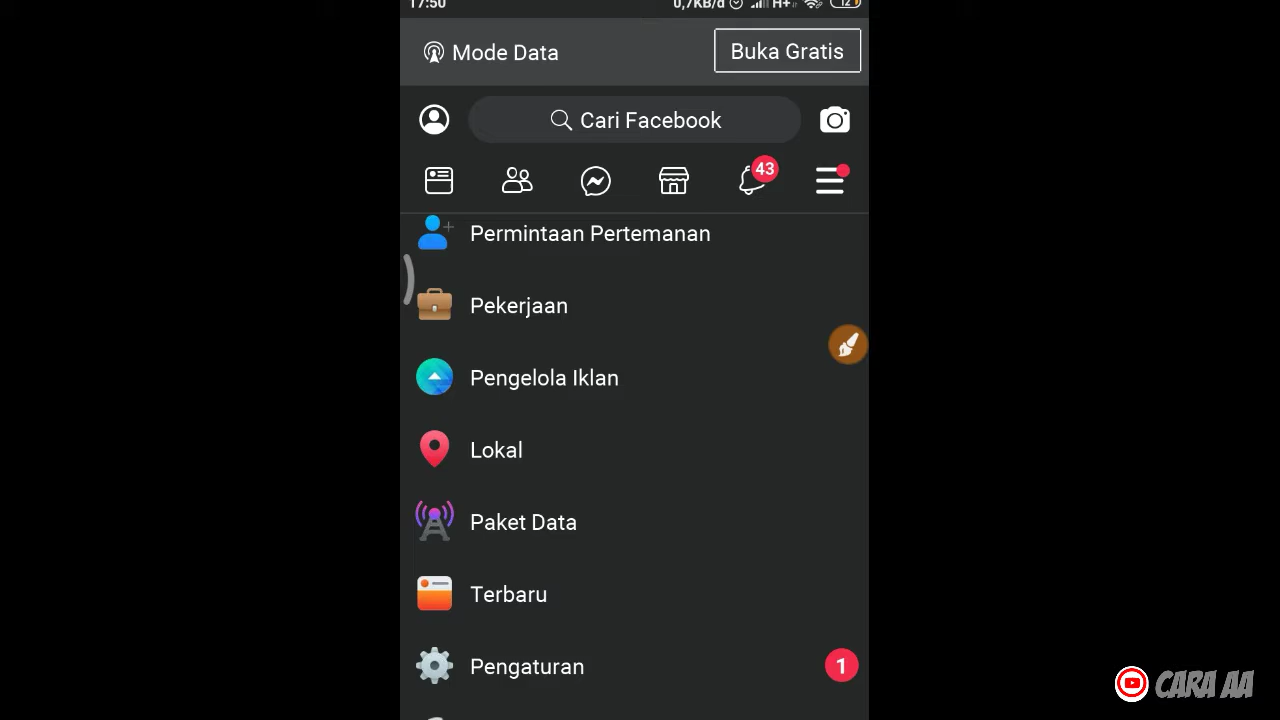 17:50 0,7KB/d H+ 12
Mode Data Buka Gratis
Cari Facebook
43
Permintaan Pertemanan
Pekerjaan
Pengelola Iklan
Lokal
Paket Data
Terbaru
Pengaturan 1
CARA AA